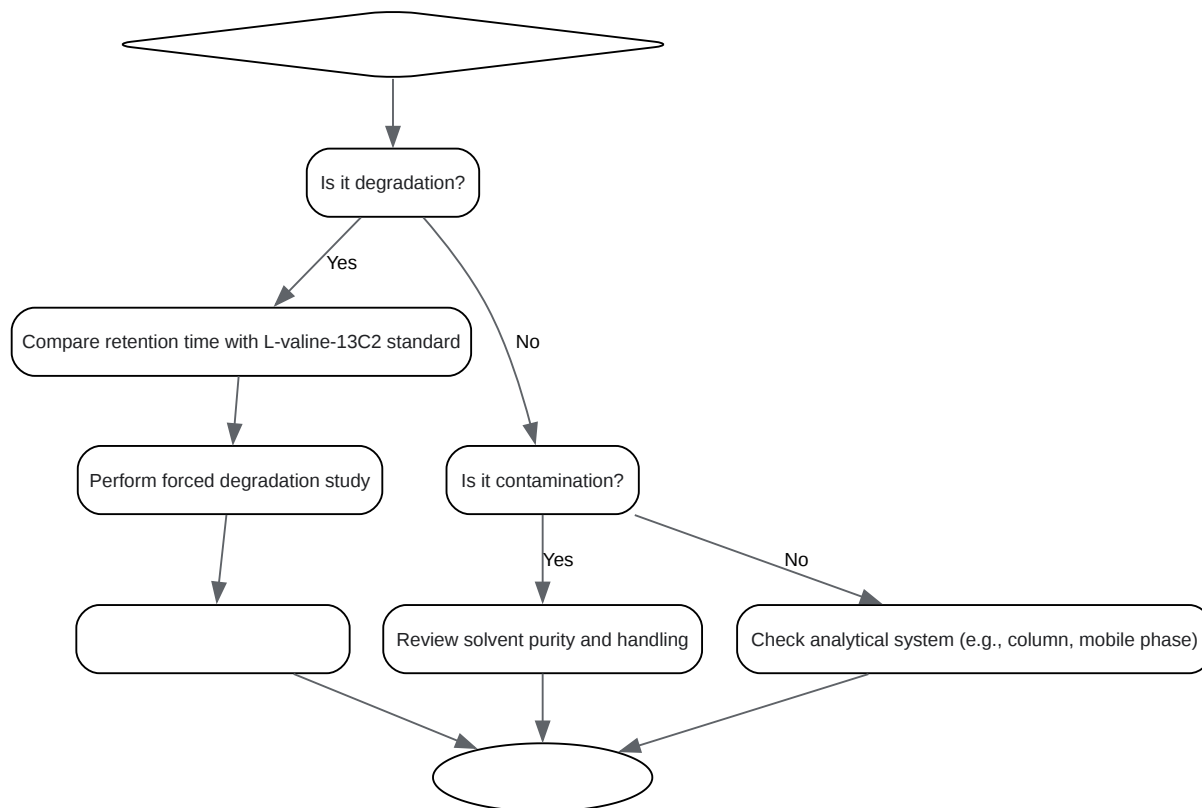 Is it degradation?
Yes
Compare retention time with L-valine-13C2 standard
No
Perform forced degradation study
Is it contamination?
Yes
No
Review solvent purity and handling
Check analytical system (e.g., column, mobile phase)